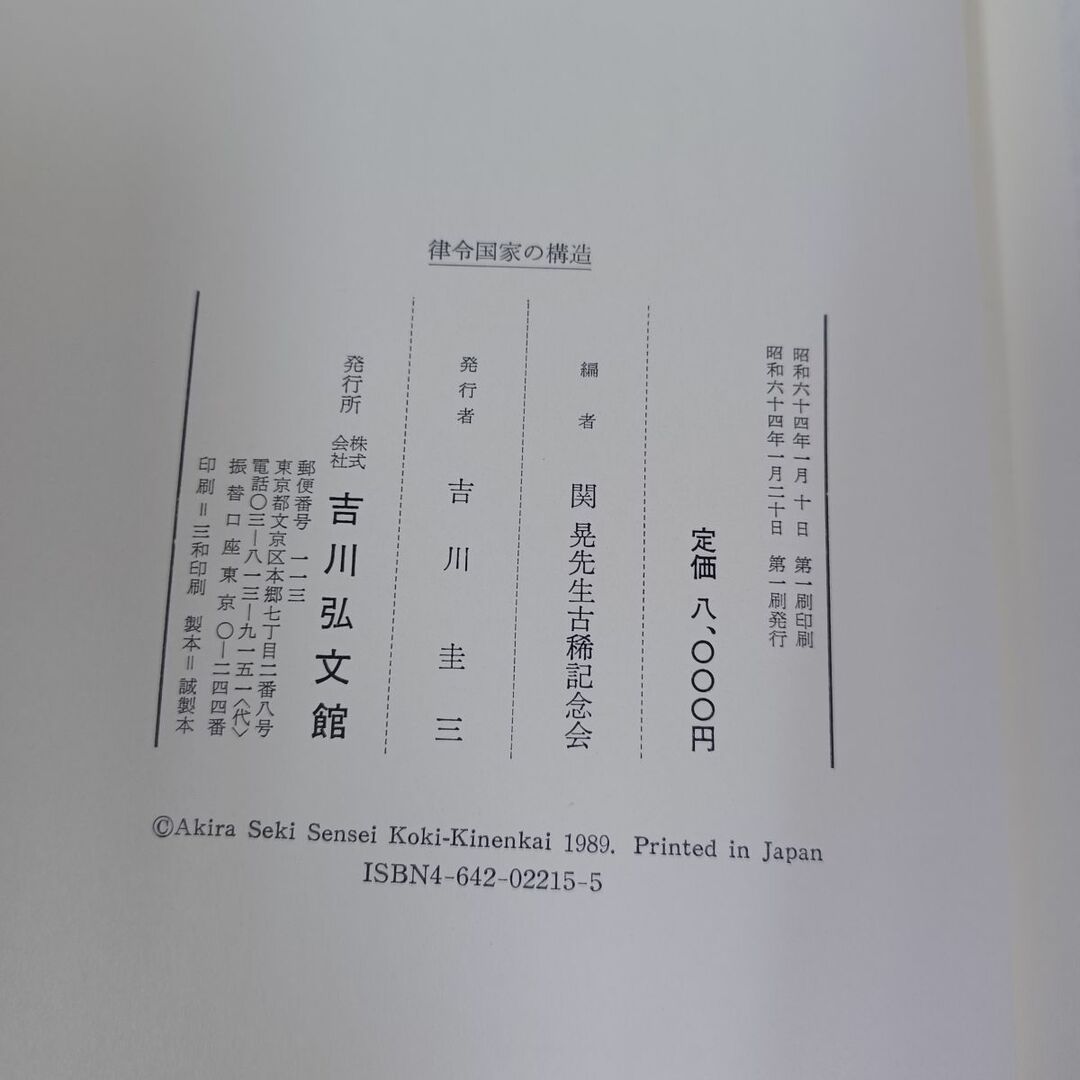 律令国家の構造
昭和六十四年一月 十 日 第一刷印刷
昭和六十四年一月二十日 第一刷発行
定価 八、〇〇〇円
編者 関晃先生古稀記念会
発行者 吉川圭三
発行所 株式会社 吉川弘文館
郵便番号 一一三
東京都文京区本郷七丁目二番八号
電話〇三―八一三―九一五一〈代〉
振替口座東京〇―二四四番
印刷=三和印刷 製本=誠製本
©Akira Seki Sensei Koki-Kinenkai 1989. Printed in Japan
ISBN4-642-02215-5